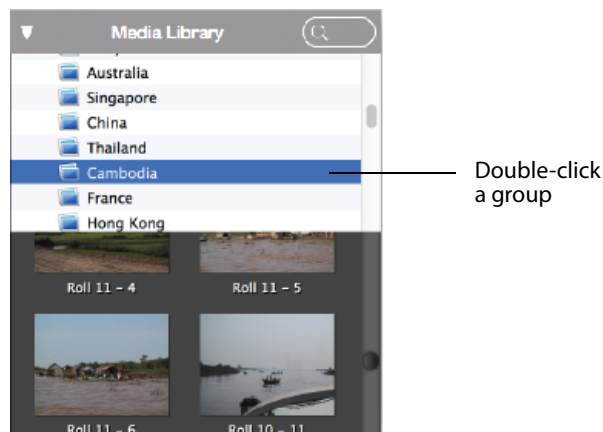 Media Library
Australia
Singapore
China
Thailand
Cambodia
France
Hong Kong
Double-click
a group
Roll 11 – 4
Roll 11 – 5
Roll 11 – 6
Roll 10 – 11